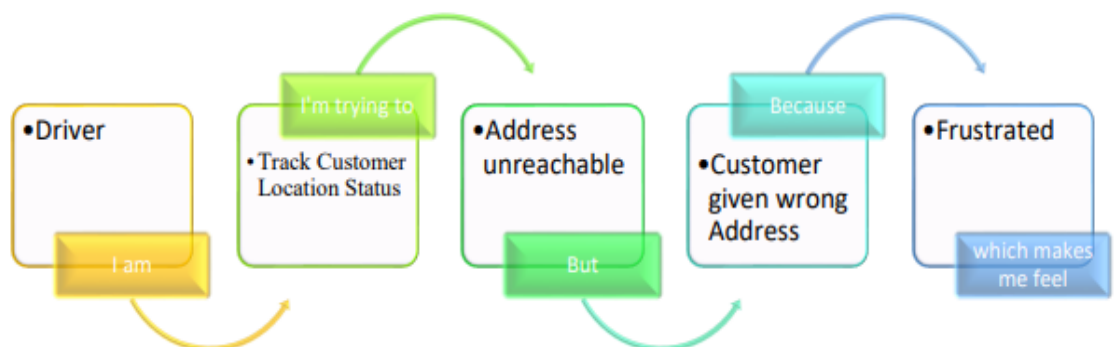 I am
•Driver
I'm trying to
•Track Customer
Location Status
But
•Address
unreachable
Because
•Customer
given wrong
Address
which makes
me feel
•Frustrated